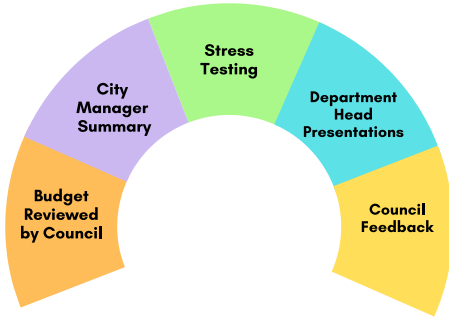 Budget
Reviewed
by Council
City
Manager
Summary
Stress
Testing
Department
Head
Presentations
Council
Feedback